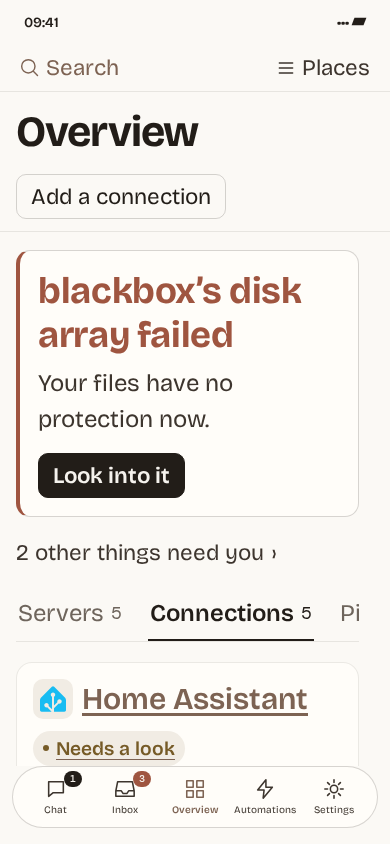 09:41
Search
Places
Overview
Add a connection
blackbox’s disk
array failed
Your files have no
protection now.
Look into it
2 other things need you ›
Servers 5 Connections 5 Pi
Home Assistant
• Needs a look
1
3
Chat Inbox Overview Automations Settings